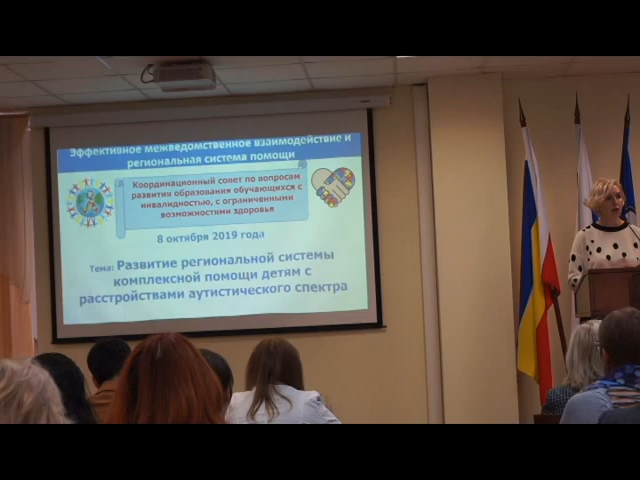 Эффективное межведомственное взаимодействие и
региональная система помощи
Координационный совет по вопросам
развития образования обучающихся с
инвалидностью, с ограниченными
возможностями здоровья
8 октября 2019 года
Тема: Развитие региональной системы
комплексной помощи детям с
расстройствами аутистического спектра